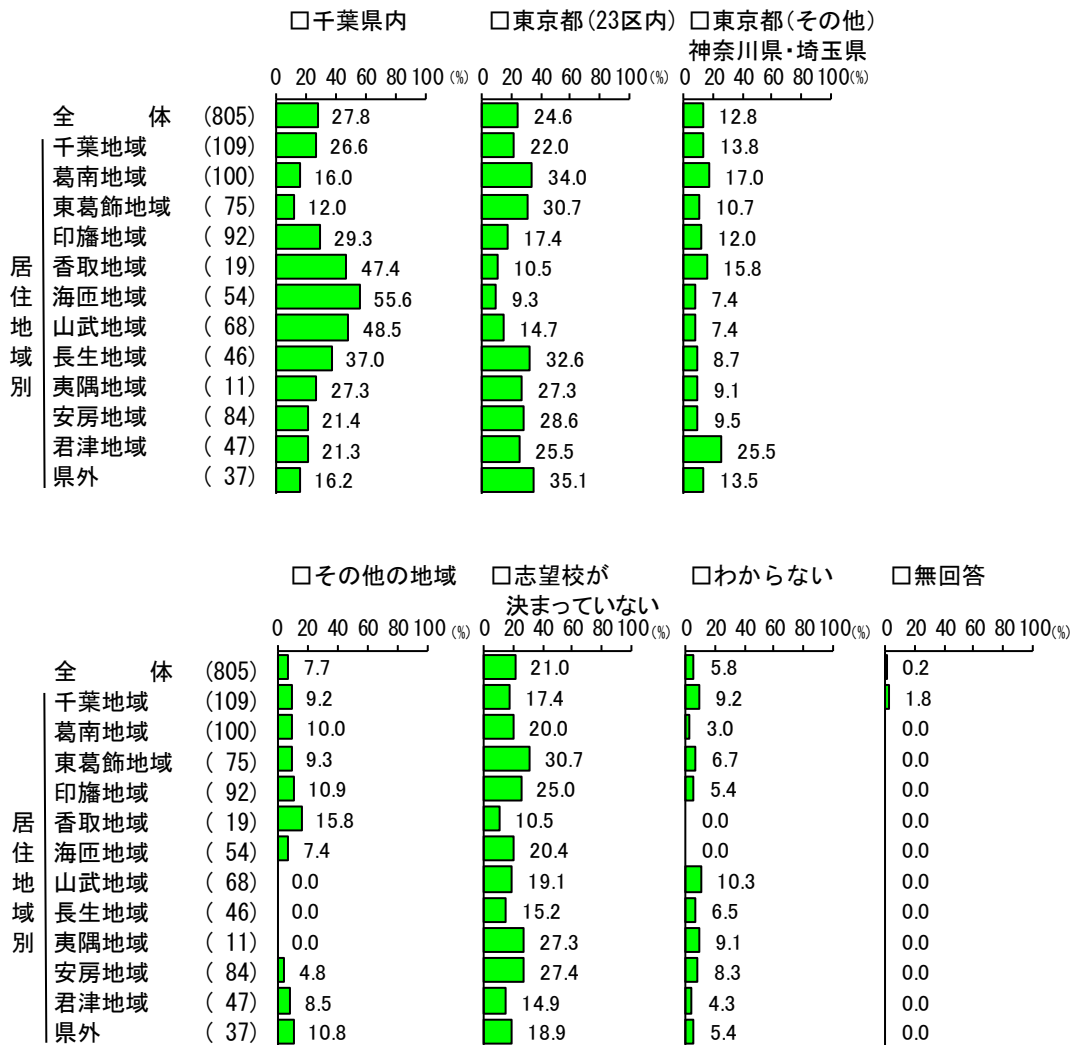 □千葉県内 □東京都(23区内) □東京都(その他)
神奈川県・埼玉県
0 20 40 60 80 100(%) 0 20 40 60 80 100(%) 0 20 40 60 80 100(%)
全 体 (805) 27.8 24.6 12.8
千葉地域 (109) 26.6 22.0 13.8
葛南地域 (100) 16.0 34.0 17.0
東葛飾地域 ( 75) 12.0 30.7 10.7
印旛地域 ( 92) 29.3 17.4 12.0
居 香取地域 ( 19) 47.4 10.5 15.8
住 海匝地域 ( 54) 55.6 9.3 7.4
地 山武地域 ( 68) 48.5 14.7 7.4
域 長生地域 ( 46) 37.0 32.6 8.7
別 夷隅地域 ( 11) 27.3 27.3 9.1
安房地域 ( 84) 21.4 28.6 9.5
君津地域 ( 47) 21.3 25.5 25.5
県外 ( 37) 16.2 35.1 13.5
□その他の地域 □志望校が □わからない □無回答
決まっていない
0 20 40 60 80 100(%) 0 20 40 60 80 100(%) 0 20 40 60 80 100(%) 0 20 40 60 80 100(%)
全 体 (805) 7.7 21.0 5.8 0.2
千葉地域 (109) 9.2 17.4 9.2 1.8
葛南地域 (100) 10.0 20.0 3.0 0.0
東葛飾地域 ( 75) 9.3 30.7 6.7 0.0
印旛地域 ( 92) 10.9 25.0 5.4 0.0
居 香取地域 ( 19) 15.8 10.5 0.0 0.0
住 海匝地域 ( 54) 7.4 20.4 0.0 0.0
地 山武地域 ( 68) 0.0 19.1 10.3 0.0
域 長生地域 ( 46) 0.0 15.2 6.5 0.0
別 夷隅地域 ( 11) 0.0 27.3 9.1 0.0
安房地域 ( 84) 4.8 27.4 8.3 0.0
君津地域 ( 47) 8.5 14.9 4.3 0.0
県外 ( 37) 10.8 18.9 5.4 0.0